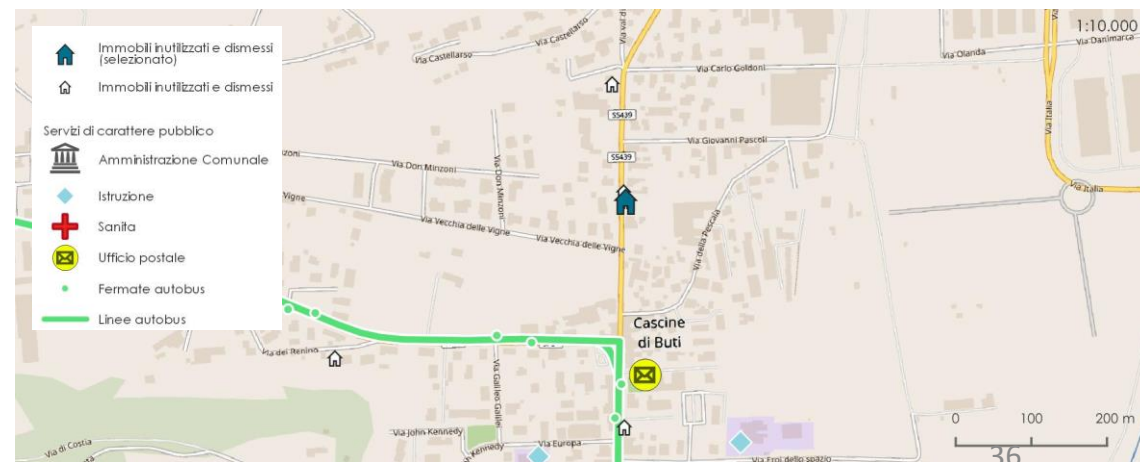 Immobili inutilizzati e dismessi
(selezionato)
Immobili inutilizzati e dismessi
Servizi di carattere pubblico
Amministrazione Comunale
Istruzione
Sanita
Ufficio postale
Fermate autobus
Linee autobus
1:10.000
Via Castellarso
Via Castellarso
Via Carlo Goldoni
Via Olanda
Via Danimarca
Via Italia
SS439
Via Giovanni Pascoli
SS439
Via Don Minzoni
Via Don Minzoni
Via Italia
Vigne
Via Vecchia delle Vigne
Via Vecchia delle Vigne
Via della Pescaia
Cascine
di Buti
Via Galileo Galilei
Via John Kennedy
Via Europa
Via di Costia
Kennedy
Via Eroi dello spazio
0 100 200 m
36